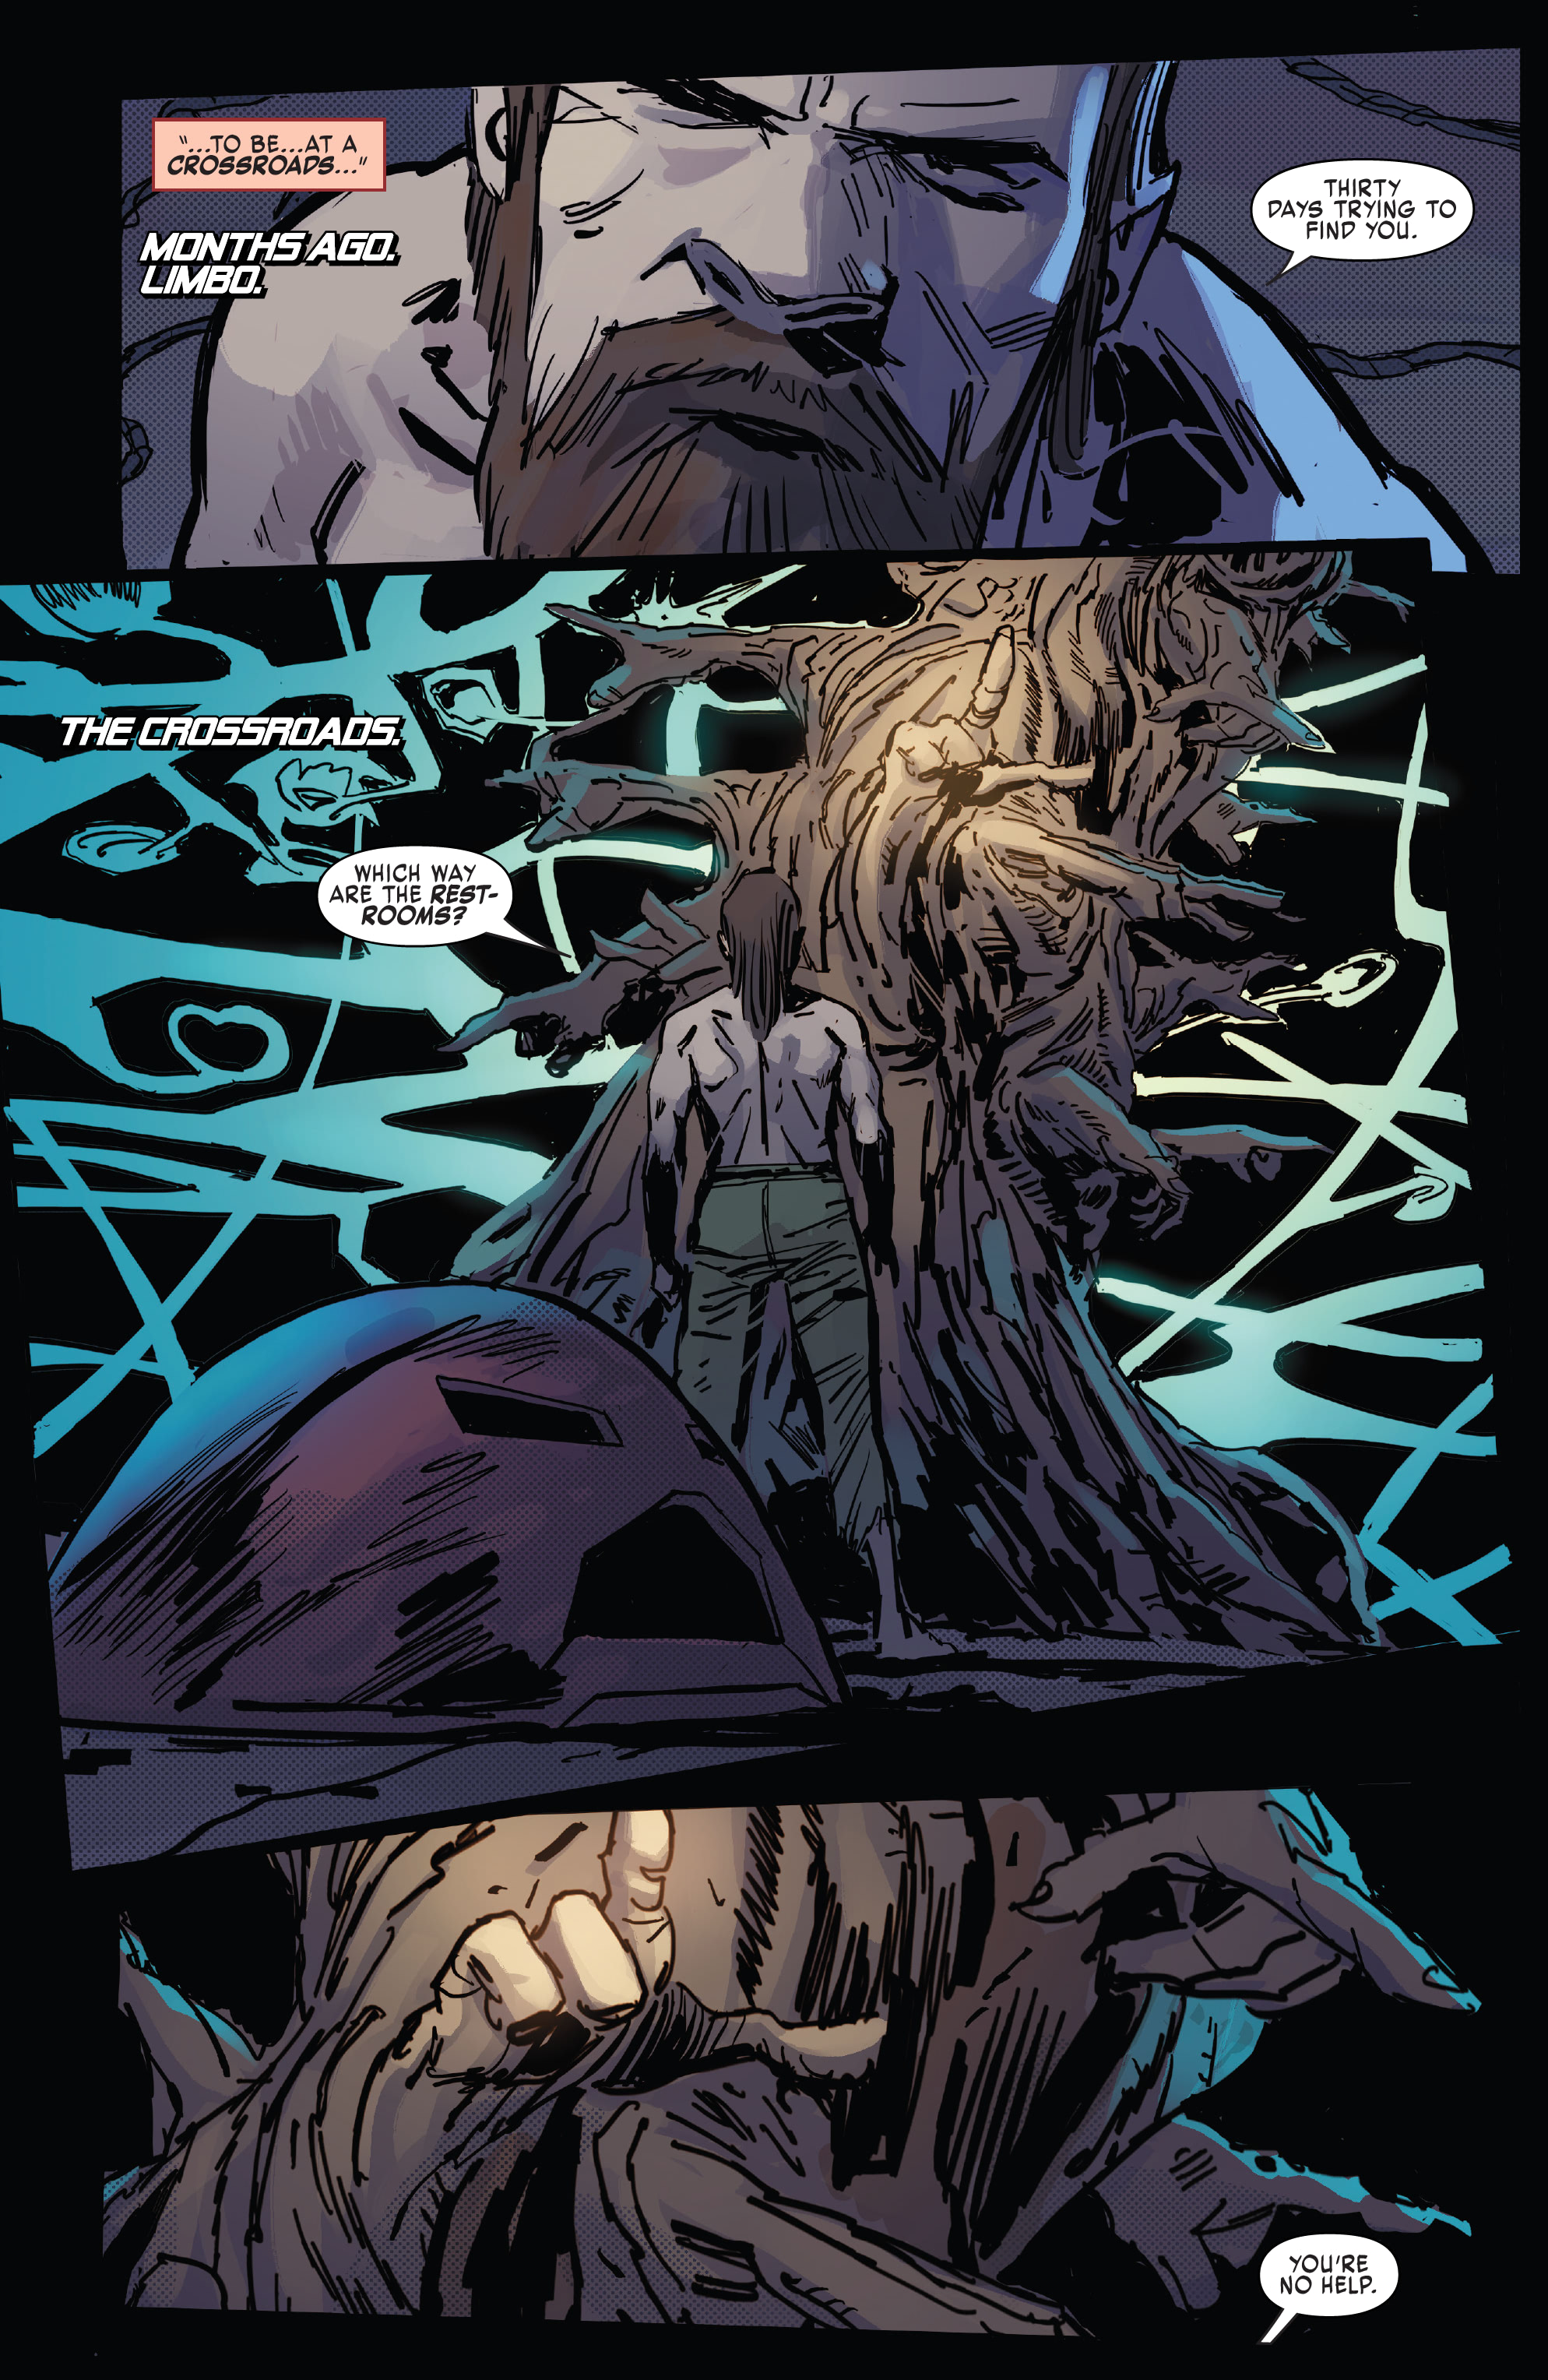 "...TO BE...AT A
CROSSROADS..."
MONTHS AGO.
LIMBO.
THIRTY
DAYS TRYING TO
FIND YOU.
THE CROSSROADS.
WHICH WAY
ARE THE REST-
ROOMS?
YOU'RE
NO HELP.